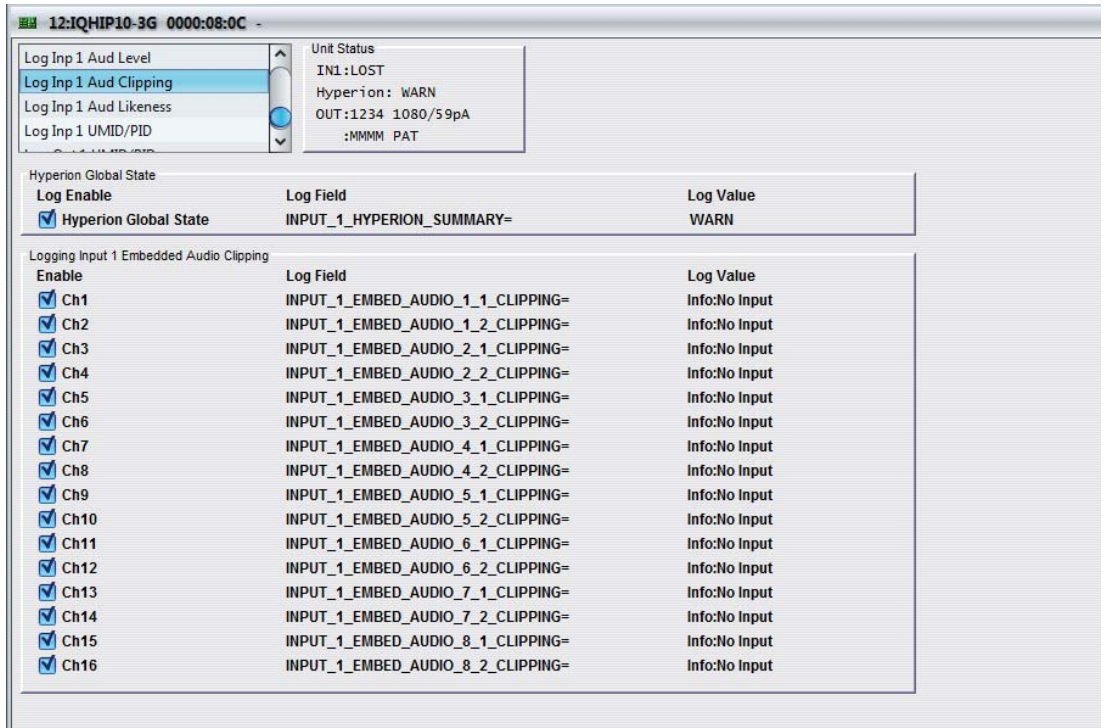 12:IQHIP10-3G 0000:08:0C -
Log Inp 1 Aud Level
Log Inp 1 Aud Clipping
Log Inp 1 Aud Likeness
Log Inp 1 UMID/PID
Unit Status
IN1:LOST
Hyperion: WARN
OUT:1234 1080/59pA
:MMMM PAT
Hyperion Global State
Log Enable Log Field Log Value
Hyperion Global State INPUT_1_HYPERION_SUMMARY= WARN
Logging Input 1 Embedded Audio Clipping
Enable Log Field Log Value
Ch1 INPUT_1_EMBED_AUDIO_1_1_CLIPPING= Info:No Input
Ch2 INPUT_1_EMBED_AUDIO_1_2_CLIPPING= Info:No Input
Ch3 INPUT_1_EMBED_AUDIO_2_1_CLIPPING= Info:No Input
Ch4 INPUT_1_EMBED_AUDIO_2_2_CLIPPING= Info:No Input
Ch5 INPUT_1_EMBED_AUDIO_3_1_CLIPPING= Info:No Input
Ch6 INPUT_1_EMBED_AUDIO_3_2_CLIPPING= Info:No Input
Ch7 INPUT_1_EMBED_AUDIO_4_1_CLIPPING= Info:No Input
Ch8 INPUT_1_EMBED_AUDIO_4_2_CLIPPING= Info:No Input
Ch9 INPUT_1_EMBED_AUDIO_5_1_CLIPPING= Info:No Input
Ch10 INPUT_1_EMBED_AUDIO_5_2_CLIPPING= Info:No Input
Ch11 INPUT_1_EMBED_AUDIO_6_1_CLIPPING= Info:No Input
Ch12 INPUT_1_EMBED_AUDIO_6_2_CLIPPING= Info:No Input
Ch13 INPUT_1_EMBED_AUDIO_7_1_CLIPPING= Info:No Input
Ch14 INPUT_1_EMBED_AUDIO_7_2_CLIPPING= Info:No Input
Ch15 INPUT_1_EMBED_AUDIO_8_1_CLIPPING= Info:No Input
Ch16 INPUT_1_EMBED_AUDIO_8_2_CLIPPING= Info:No Input